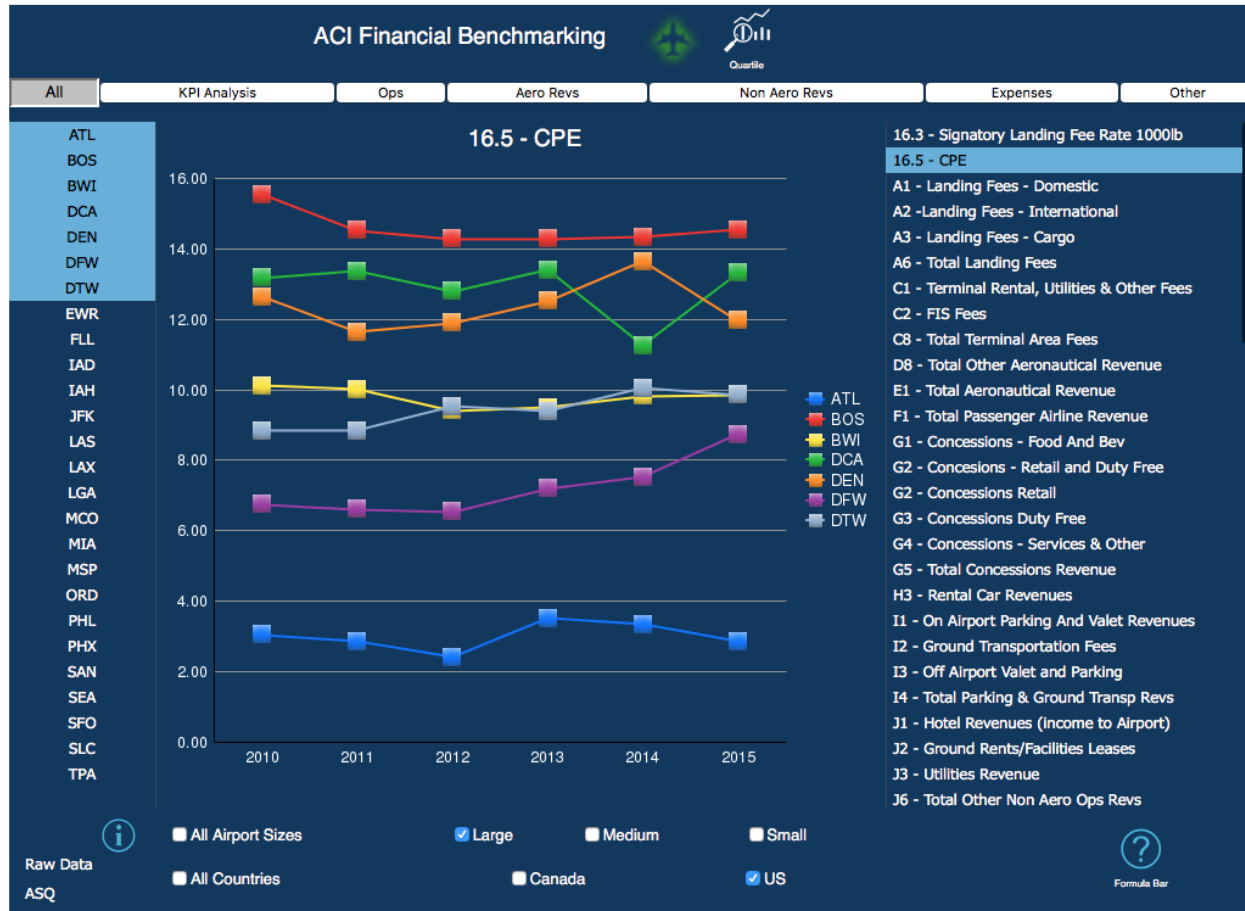 ACI Financial Benchmarking
Quartile
All KPI Analysis Ops Aero Revs Non Aero Revs Expenses Other
ATL
BOS
BWI
DCA
DEN
DFW
DTW
EWR
FLL
IAD
IAH
JFK
LAS
LAX
LGA
MCO
MIA
MSP
ORD
PHL
PHX
SAN
SEA
SFO
SLC
TPA
16.5 - CPE
16.00
14.00
12.00
10.00
8.00
6.00
4.00
2.00
0.00
2010 2011 2012 2013 2014 2015
ATL
BOS
BWI
DCA
DEN
DFW
DTW
16.3 - Signatory Landing Fee Rate 1000lb
16.5 - CPE
A1 - Landing Fees - Domestic
A2 -Landing Fees - International
A3 - Landing Fees - Cargo
A6 - Total Landing Fees
C1 - Terminal Rental, Utilities & Other Fees
C2 - FIS Fees
C8 - Total Terminal Area Fees
D8 - Total Other Aeronautical Revenue
E1 - Total Aeronautical Revenue
F1 - Total Passenger Airline Revenue
G1 - Concessions - Food And Bev
G2 - Concesions - Retail and Duty Free
G2 - Concessions Retail
G3 - Concessions Duty Free
G4 - Concessions - Services & Other
G5 - Total Concessions Revenue
H3 - Rental Car Revenues
I1 - On Airport Parking And Valet Revenues
I2 - Ground Transportation Fees
I3 - Off Airport Valet and Parking
I4 - Total Parking & Ground Transp Revs
J1 - Hotel Revenues (income to Airport)
J2 - Ground Rents/Facilities Leases
J3 - Utilities Revenue
J6 - Total Other Non Aero Ops Revs
i
Raw Data
ASQ
All Airport Sizes Large Medium Small
All Countries Canada US
?
Formula Bar